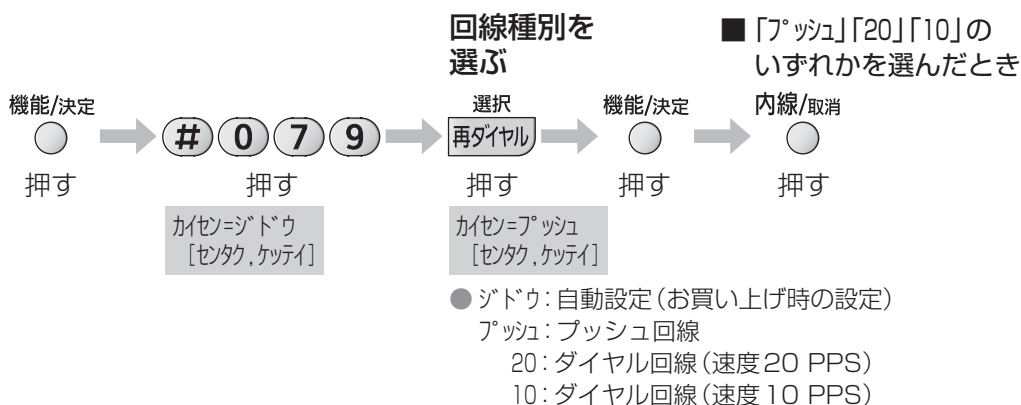 回線種別を
選ぶ
■「ﾌﾟｯｼｭ」「20」「10」の
いずれかを選んだとき
機能/決定
選択
機能/決定
内線/取消
# 0 7 9
再ダイヤル
押す
押す
押す
押す
押す
ｶｲｾﾝ=ｼﾞﾄﾞｳ
[ｾﾝﾀｸ,ｹｯﾃｲ]
ｶｲｾﾝ=ﾌﾟｯｼｭ
[ｾﾝﾀｸ,ｹｯﾃｲ]
●ｼﾞﾄﾞｳ:自動設定(お買い上げ時の設定)
ﾌﾟｯｼｭ:プッシュ回線
20:ダイヤル回線(速度20 PPS)
10:ダイヤル回線(速度10 PPS)